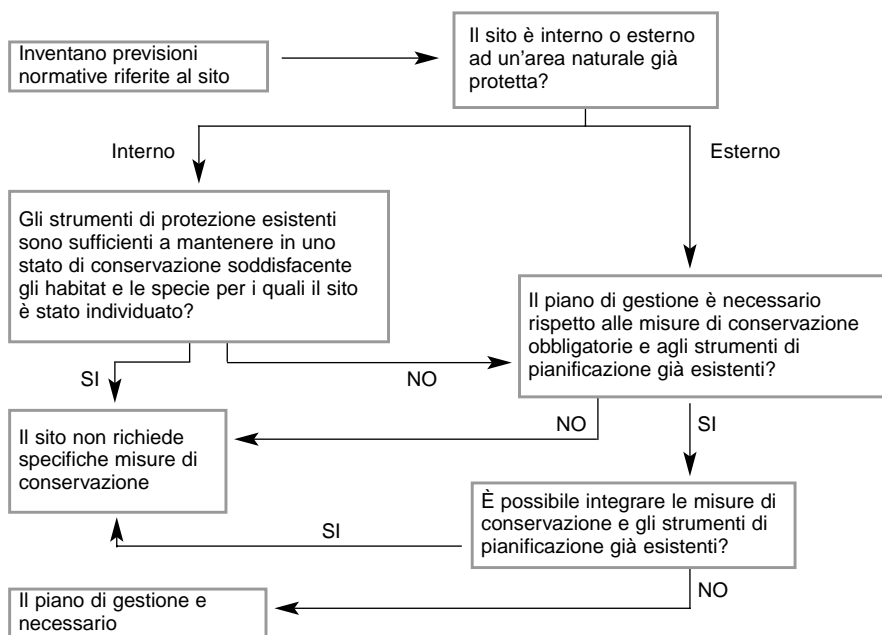 Inventano previsioni
normative riferite al sito
Il sito è interno o esterno
ad un'area naturale già
protetta?
Interno
Esterno
Gli strumenti di protezione esistenti
sono sufficienti a mantenere in uno
stato di conservazione soddisfacente
gli habitat e le specie per i quali il sito
è stato individuato?
Il piano di gestione è necessario
rispetto alle misure di conservazione
obbligatorie e agli strumenti di
pianificazione già esistenti?
SI
NO
NO
SI
Il sito non richiede
specifiche misure di
conservazione
È possibile integrare le misure di
conservazione e gli strumenti di
pianificazione già esistenti?
SI
NO
Il piano di gestione e
necessario